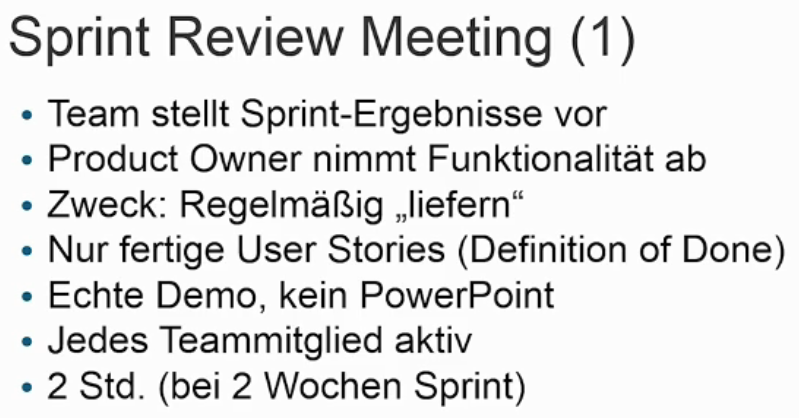 Sprint Review Meeting (1)
• Team stellt Sprint-Ergebnisse vor
• Product Owner nimmt Funktionalität ab
• Zweck: Regelmäßig „liefern“
• Nur fertige User Stories (Definition of Done)
• Echte Demo, kein PowerPoint
• Jedes Teammitglied aktiv
• 2 Std. (bei 2 Wochen Sprint)